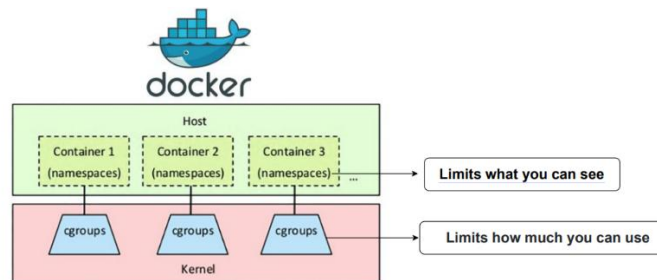 docker
Host
Container 1
(namespaces)
Container 2
(namespaces)
Container 3
(namespaces)
...
Limits what you can see
cgroups
cgroups
cgroups
Limits how much you can use
Kernel